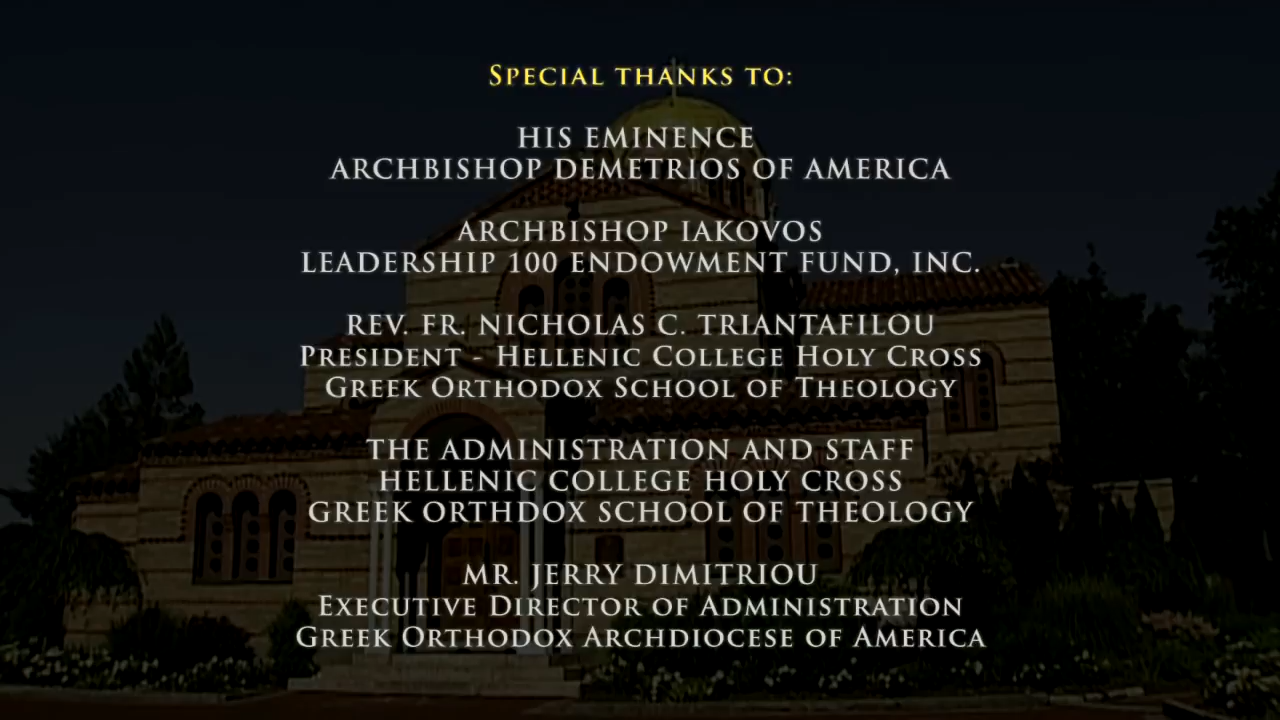 Special thanks to:
HIS EMINENCE
ARCHBISHOP DEMETRIOS OF AMERICA
ARCHBISHOP IAKOVOS
LEADERSHIP 100 ENDOWMENT FUND, INC.
REV. FR. NICHOLAS C. TRIANTAFILOU
President - Hellenic College Holy Cross
Greek Orthodox School of Theology
THE ADMINISTRATION AND STAFF
HELLENIC COLLEGE HOLY CROSS
GREEK ORTHDOX SCHOOL OF THEOLOGY
MR. JERRY DIMITRIOU
Executive Director of Administration
Greek Orthodox Archdiocese of America